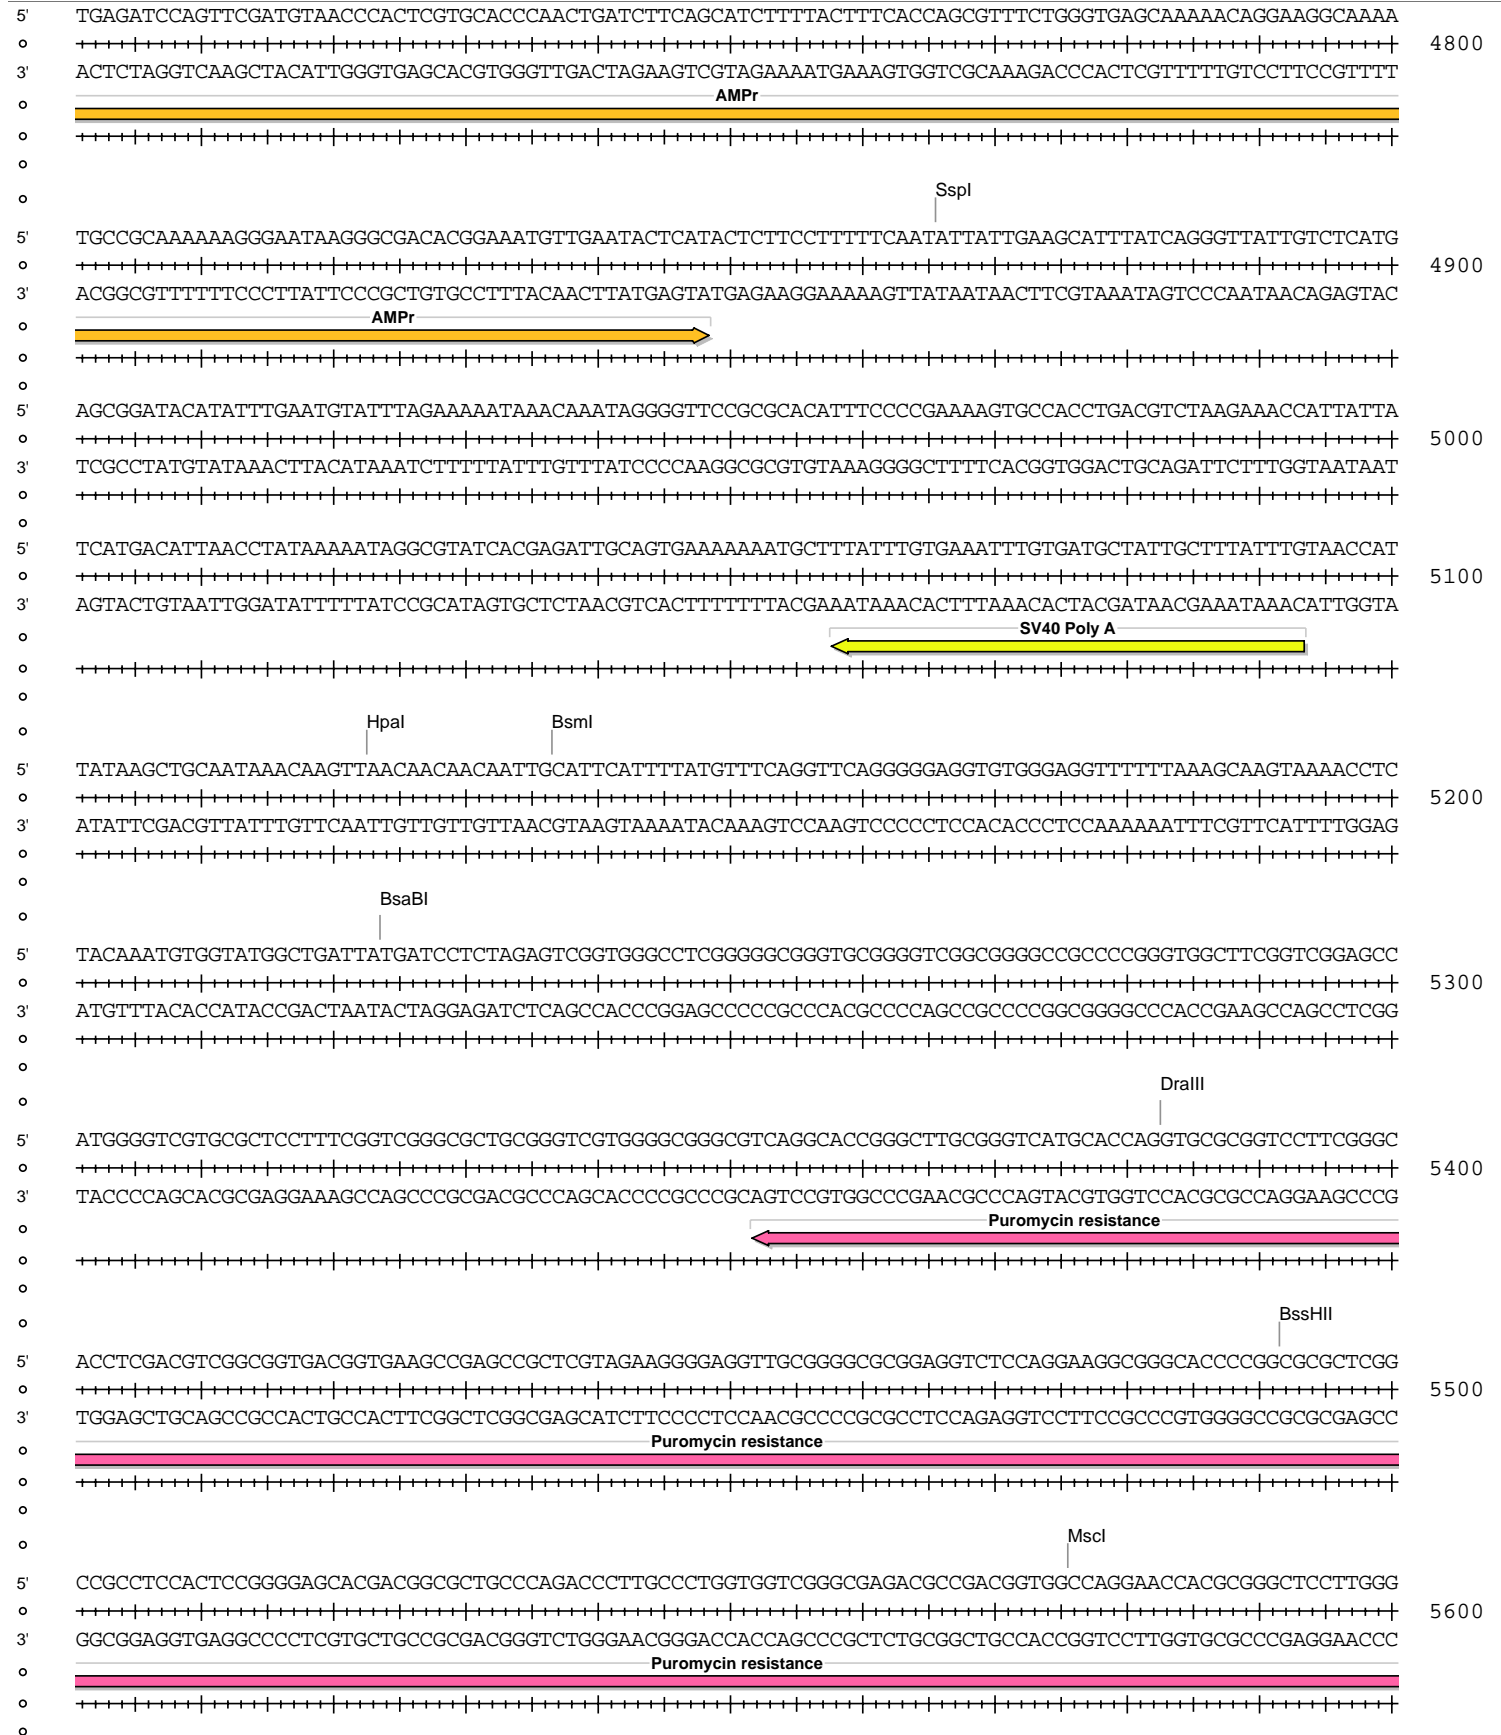 5' TGAGATCCAGTTCGATGTAACCCACTCGTGCACCCAACTGATCTTCAGCATCTTTTACTTTCACCAGCGTTTCTGGGTGAGCAAAAACAGGAAGGCAAAA
4800
3' ACTCTAGGTCAAGCTACATTGGGTGAGCACGTGGGTTGACTAGAAGTCGTAGAAAATGAAAGTGGTCGCAAAGACCCACTCGTTTTTGTCCTTCCGTTTT
AMPr
SspI
5' TGCCGCAAAAAAGGGAATAAGGGCGACACGGAAATGTTGAATACTCATACTCTTCCTTTTTCAATATTATTGAAGCATTTATCAGGGTTATTGTCTCATG
4900
3' ACGGCGTTTTTTCCCTTATTCCCGCTGTGCCTTTACAACTTATGAGTATGAGAAGGAAAAAGTTATAATAACTTCGTAAATAGTCCCAATAACAGAGTAC
AMPr
5' AGCGGATACATATTTGAATGTATTTAGAAAAATAAACAAATAGGGGTTCCGCGCACATTTCCCCGAAAAGTGCCACCTGACGTCTAAGAAACCATTATTA
5000
3' TCGCCTATGTATAAACTTACATAAATCTTTTTATTTGTTTATCCCCAAGGCGCGTGTAAAGGGGCTTTTCACGGTGGACTGCAGATTCTTTGGTAATAAT
5' TCATGACATTAACCTATAAAAATAGGCGTATCACGAGATTGCAGTGAAAAAAATGCTTTATTTGTGAAATTTGTGATGCTATTGCTTTATTTGTAACCAT
5100
3' AGTACTGTAATTGGATATTTTTATCCGCATAGTGCTCTAACGTCACTTTTTTTACGAAATAAACACTTTAAACACTACGATAACGAAATAAACATTGGTA
SV40 Poly A
HpaI BsmI
5' TATAAGCTGCAATAAACAAGTTAACAACAACAATTGCATTCATTTTATGTTTCAGGTTCAGGGGGAGGTGTGGGAGGTTTTTTAAAGCAAGTAAAACCTC
5200
3' ATATTCGACGTTATTTGTTCAATTGTTGTTGTTAACGTAAGTAAAATACAAAGTCCAAGTCCCCCTCCACACCCTCCAAAAAATTTCGTTCATTTTGGAG
BsaBI
5' TACAAATGTGGTATGGCTGATTATGATCCTCTAGAGTCGGTGGGCCTCGGGGGCGGGTGCGGGGTCGGCGGGGCCGCCCCGGGTGGCTTCGGTCGGAGCC
5300
3' ATGTTTACACCATACCGACTAATACTAGGAGATCTCAGCCACCCGGAGCCCCCGCCCACGCCCCAGCCGCCCCGGCGGGGCCCACCGAAGCCAGCCTCGG
DraIII
5' ATGGGGTCGTGCGCTCCTTTCGGTCGGGCGCTGCGGGTCGTGGGGCGGGCGTCAGGCACCGGGCTTGCGGGTCATGCACCAGGTGCGCGGTCCTTCGGGC
5400
3' TACCCCAGCACGCGAGGAAAGCCAGCCCGCGACGCCCAGCACCCCGCCCGCAGTCCGTGGCCCGAACGCCCAGTACGTGGTCCACGCGCCAGGAAGCCCG
Puromycin resistance
BssHII
5' ACCTCGACGTCGGCGGTGACGGTGAAGCCGAGCCGCTCGTAGAAGGGGAGGTTGCGGGGCGCGGAGGTCTCCAGGAAGGCGGGCACCCCGGCGCGCTCGG
5500
3' TGGAGCTGCAGCCGCCACTGCCACTTCGGCTCGGCGAGCATCTTCCCCTCCAACGCCCCGCGCCTCCAGAGGTCCTTCCGCCCGTGGGGCCGCGCGAGCC
Puromycin resistance
MscI
5' CCGCCTCCACTCCGGGGAGCACGACGGCGCTGCCCAGACCCTTGCCCTGGTGGTCGGGCGAGACGCCGACGGTGGCCAGGAACCACGCGGGCTCCTTGGG
5600
3' GGCGGAGGTGAGGCCCCTCGTGCTGCCGCGACGGGTCTGGGAACGGGACCACCAGCCCGCTCTGCGGCTGCCACCGGTCCTTGGTGCGCCCGAGGAACCC
Puromycin resistance